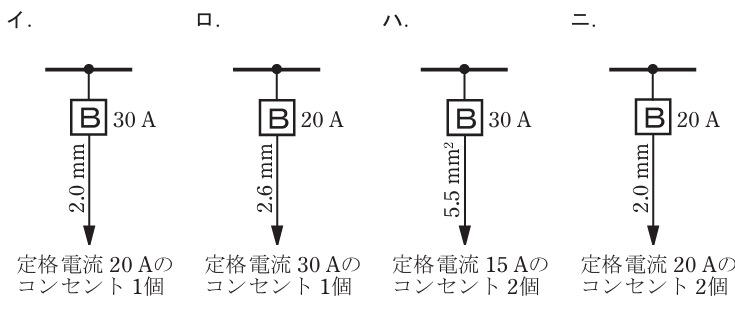 イ.
ロ.
ハ.
ニ.
B 30 A
B 20 A
B 30 A
B 20 A
2.0 mm
2.6 mm
5.5 mm²
2.0 mm
定格電流 20 Aの
コンセント 1個
定格電流 30 Aの
コンセント 1個
定格電流 15 Aの
コンセント 2個
定格電流 20 Aの
コンセント 2個